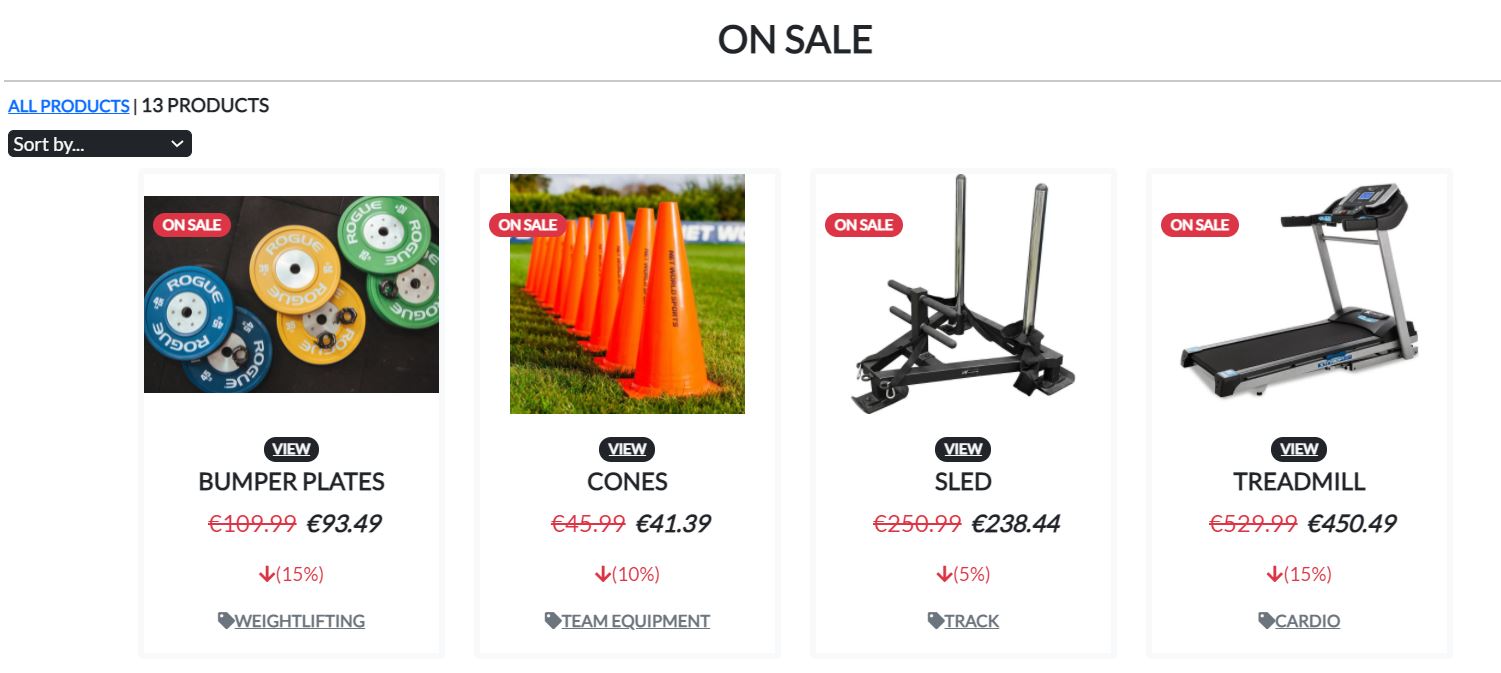 ON SALE
ALL PRODUCTS | 13 PRODUCTS
Sort by...
ON SALE
ROGUE
ROGUE
ROGUE
ROGUE
ROGUE
ROGUE
ROGUE
VIEW
BUMPER PLATES
€109.99 €93.49
(15%)
WEIGHTLIFTING
ON SALE
NET WORLD SPORTS
VIEW
CONES
€45.99 €41.39
(10%)
TEAM EQUIPMENT
ON SALE
VIEW
SLED
€250.99 €238.44
(5%)
TRACK
ON SALE
VIEW
TREADMILL
€529.99 €450.49
(15%)
CARDIO